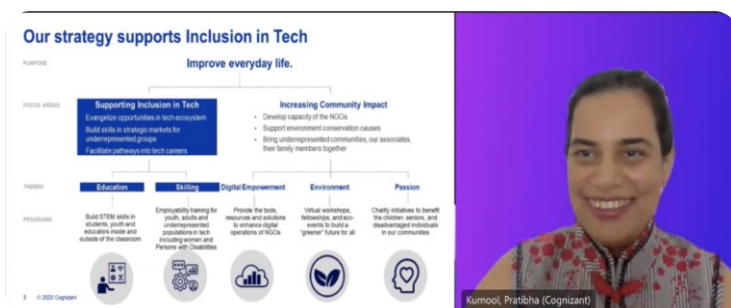 Our strategy supports Inclusion in Tech
PURPOSE
Improve everyday life.
FOCUS AREAS
Supporting Inclusion in Tech
Evangelize opportunities in tech ecosystem
Build skills in strategic markets for
underrepresented groups
Facilitate pathways into tech careers
Increasing Community Impact
• Develop capacity of the NGOs
• Support environment conservation causes
• Bring underrepresented communities, our associates,
their family members together
THEMES
Education
Skilling
Digital Empowerment
Environment
Passion
PROGRAMS
Build STEM skills in
students, youth and
educators inside and
outside of the classroom
Employability training for
youth, adults and
underrepresented
populations in tech
including women and
Persons with Disabilities
Provide the tools,
resources and solutions
to enhance digital
operations of NGOs
Virtual workshops,
fellowships, and eco-
events to build a
"greener" future for all
Charity initiatives to benefit
the children, seniors, and
disadvantaged individuals
in our communities
3 © 2020 Cognizant
Kurnool, Pratibha (Cognizant)